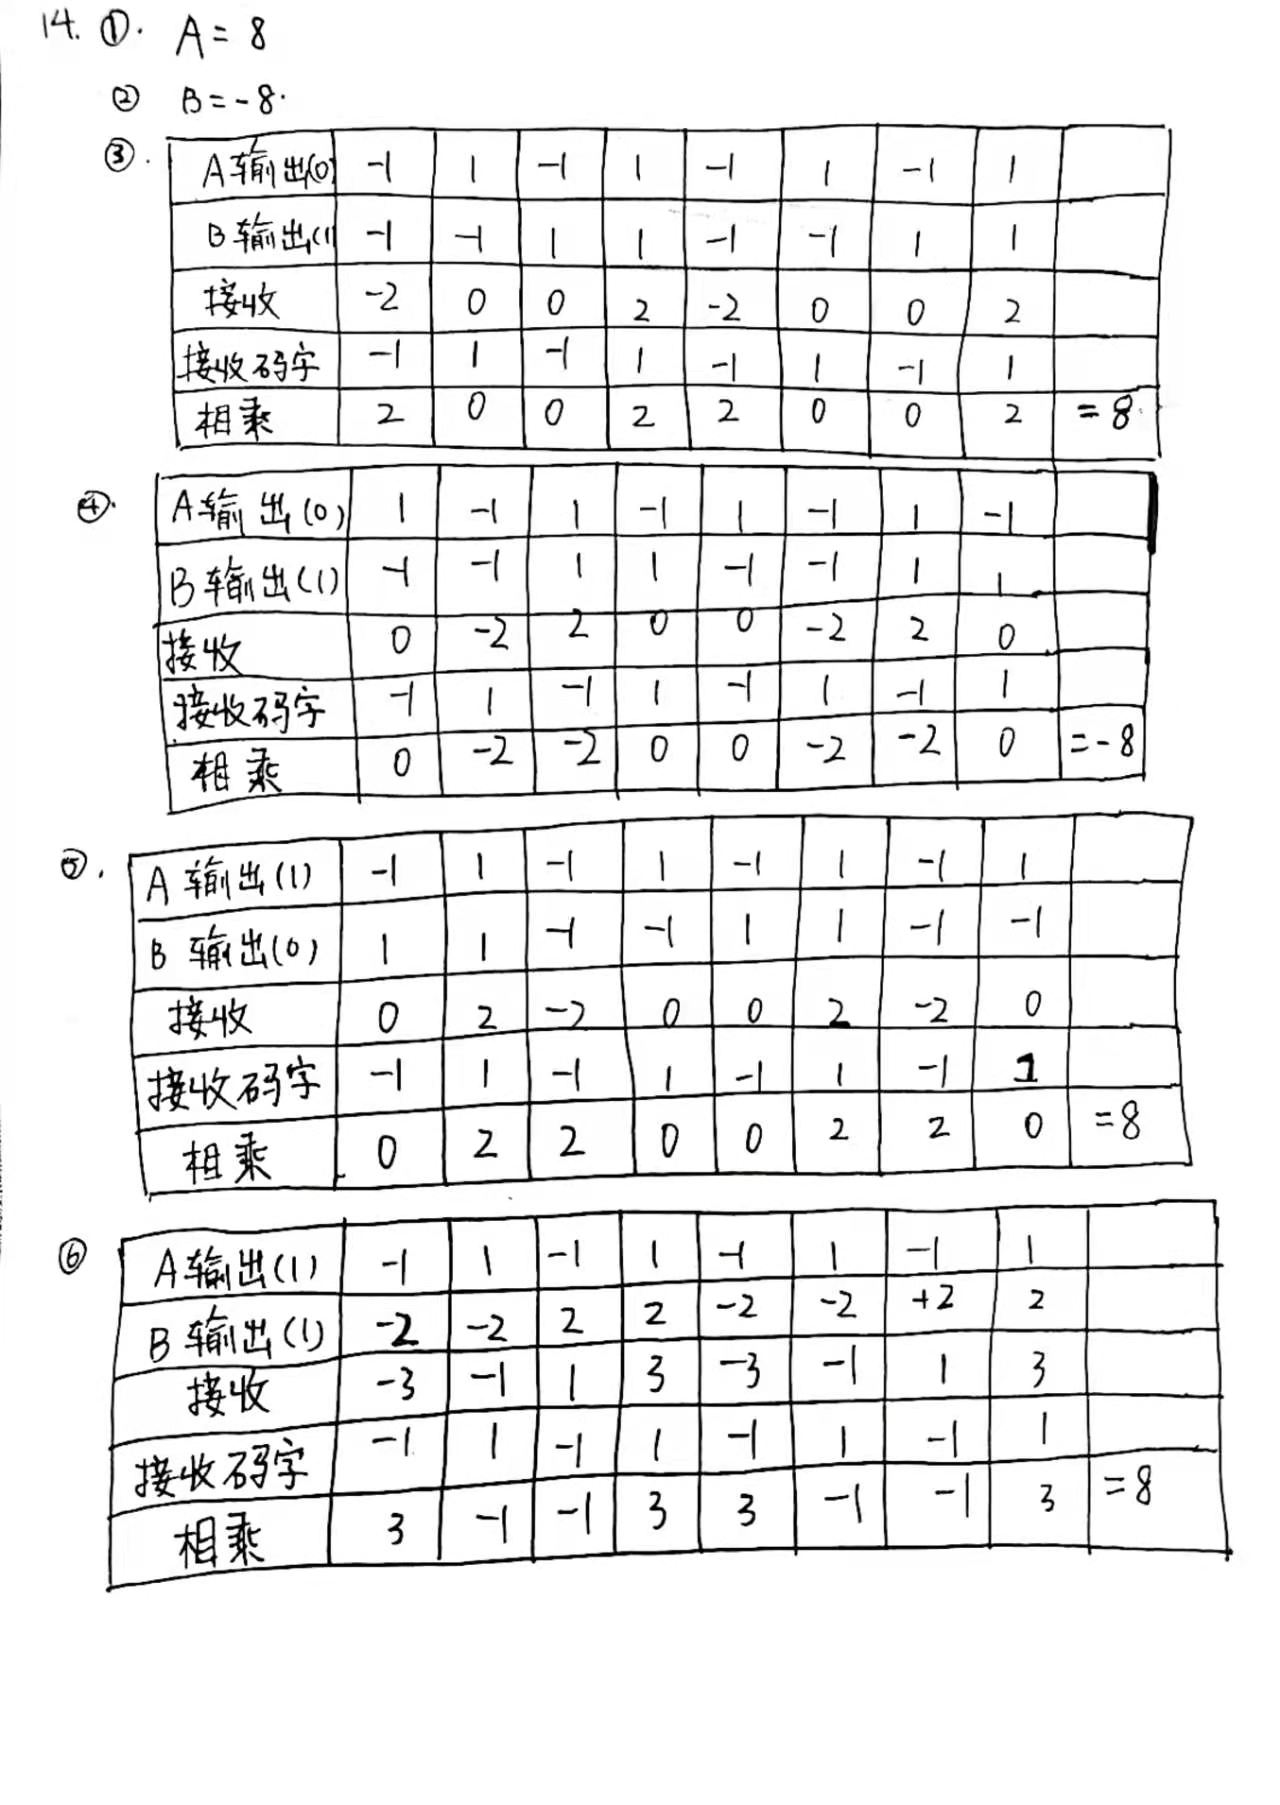 14. ①. A = 8
② B = -8.
③.
A输出(0) -1 1 -1 1 -1 1 -1 1
B输出(1 -1 -1 1 1 -1 -1 1 1
接收 -2 0 0 2 -2 0 0 2
接收码字 -1 1 -1 1 -1 1 -1 1
相乘 2 0 0 2 2 0 0 2 = 8.
④.
A输出(0) 1 -1 1 -1 1 -1 1 -1
B输出(1) -1 -1 1 1 -1 -1 1 1
接收 0 -2 2 0 0 -2 2 0
接收码字 -1 1 -1 1 -1 1 -1 1
相乘 0 -2 -2 0 0 -2 -2 0 =-8
⑤.
A输出(1) -1 1 -1 1 -1 1 -1 1
B输出(0) 1 1 -1 -1 1 1 -1 -1
接收 0 2 -2 0 0 2 -2 0
接收码字 -1 1 -1 1 -1 1 -1 1
相乘 0 2 2 0 0 2 2 0 =8
⑥
A输出(1) -1 1 -1 1 -1 1 -1 1
B输出(1) -2 -2 2 2 -2 -2 +2 2
接收 -3 -1 1 3 -3 -1 1 3
接收码字 -1 1 -1 1 -1 1 -1 1
相乘 3 -1 -1 3 3 -1 -1 3 =8